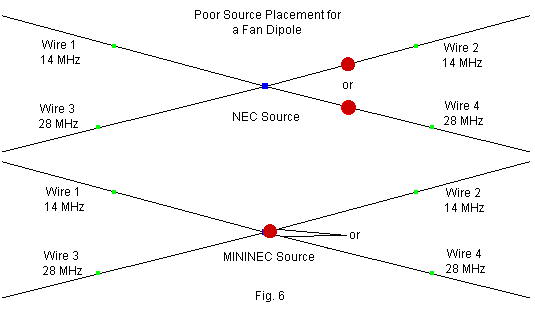 Poor Source Placement for
a Fan Dipole
Wire 1
14 MHz
Wire 2
14 MHz
or
Wire 3
28 MHz
Wire 4
28 MHz
NEC Source
Wire 1
14 MHz
Wire 2
14 MHz
or
Wire 3
28 MHz
Wire 4
28 MHz
MININEC Source
Fig. 6